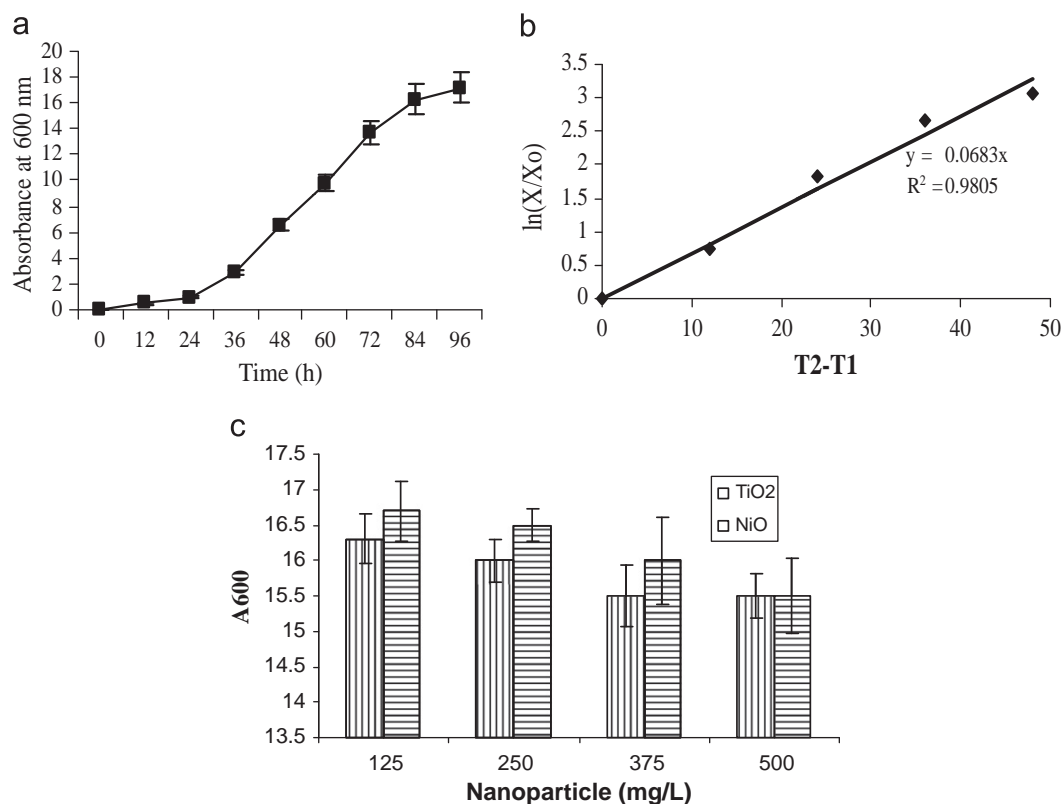 a
20
18
16
14
12
10
8
6
4
2
0
Absorbance at 600 nm
0 12 24 36 48 60 72 84 96
Time (h)
b
3.5
3
2.5
2
1.5
1
0.5
0
ln(X/Xo)
y = 0.0683x
R² =0.9805
0 10 20 30 40 50
T2-T1
c
17.5
17
16.5
16
15.5
15
14.5
14
13.5
A600
TiO2
NiO
125 250 375 500
Nanoparticle (mg/L)